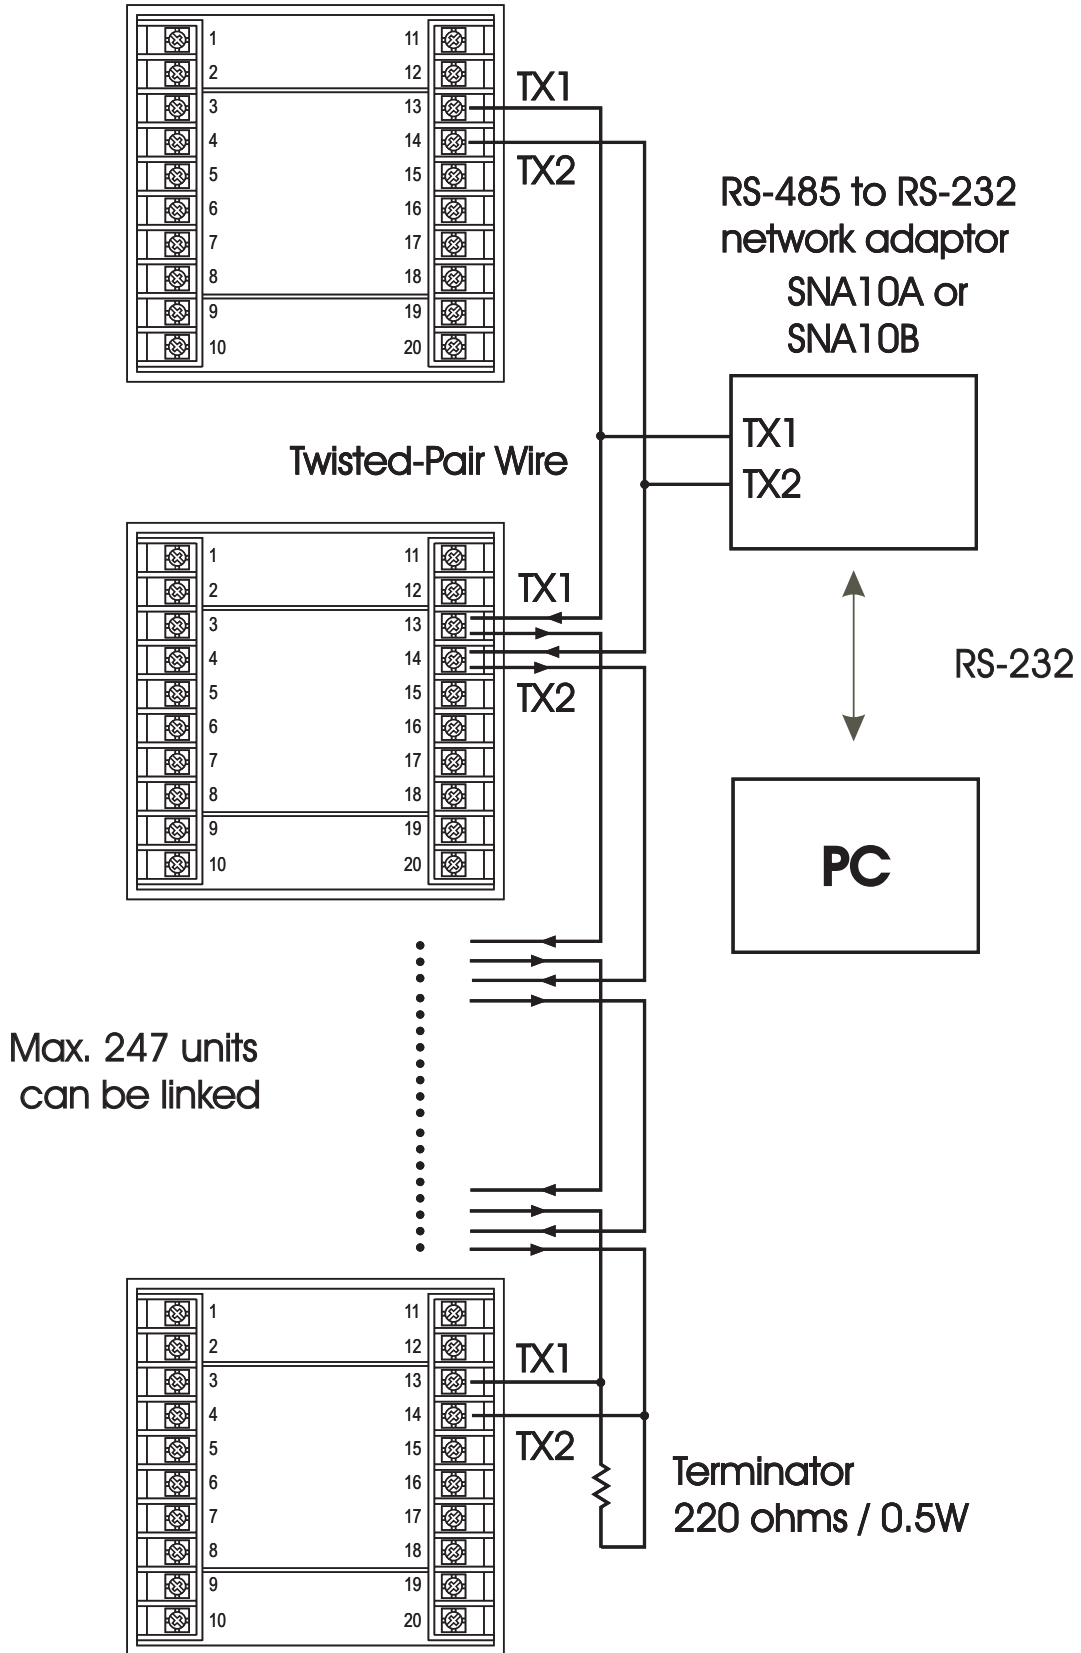 1 11
2 12
3 13
4 14
5 15
6 16
7 17
8 18
9 19
10 20
TX1
TX2
RS-485 to RS-232
network adaptor
SNA10A or
SNA10B
TX1
TX2
Twisted-Pair Wire
1 11
2 12
3 13
4 14
5 15
6 16
7 17
8 18
9 19
10 20
TX1
TX2
RS-232
PC
Max. 247 units
can be linked
1 11
2 12
3 13
4 14
5 15
6 16
7 17
8 18
9 19
10 20
TX1
TX2
Terminator
220 ohms / 0.5W